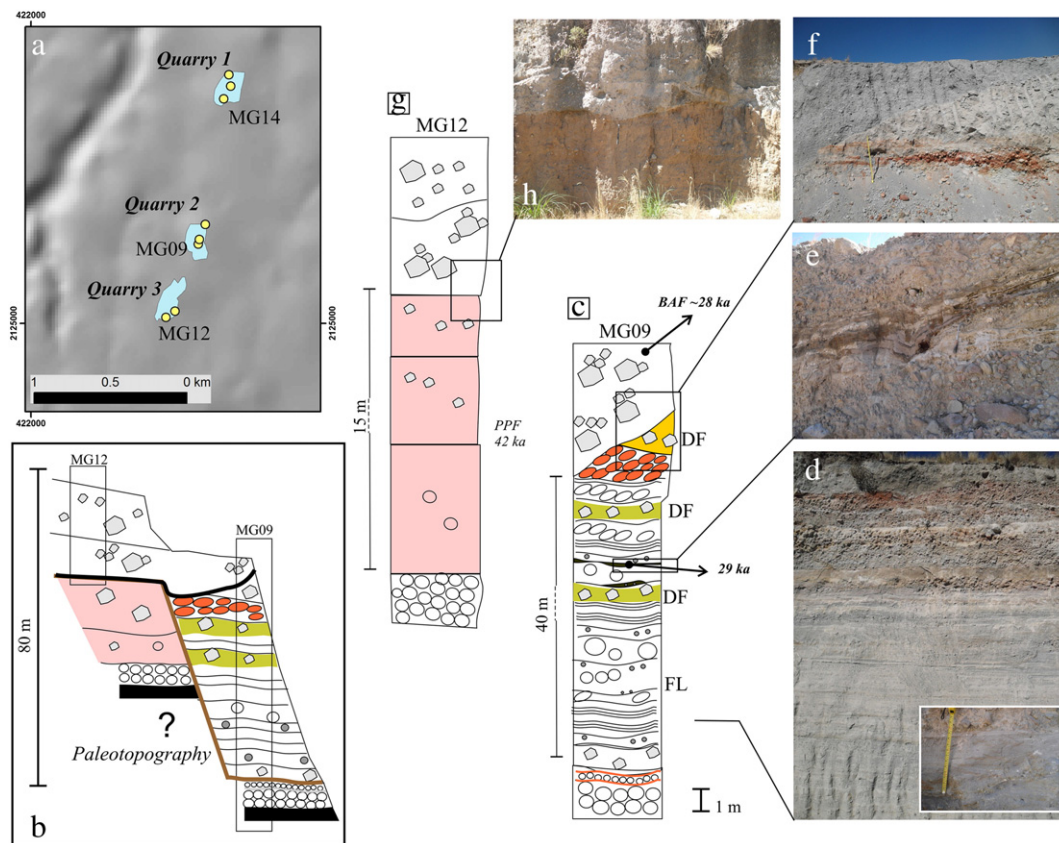 422000
a
Quarry 1
MG14
Quarry 2
MG09
Quarry 3
MG12
2125000
2125000
1 0.5 0 km
422000
g
MG12
15 m
PPF
42 ka
h
c
MG09
BAF ~28 ka
DF
DF
29 ka
DF
40 m
FL
1 m
f
e
d
MG12
MG09
80 m
?
Paleotopography
b